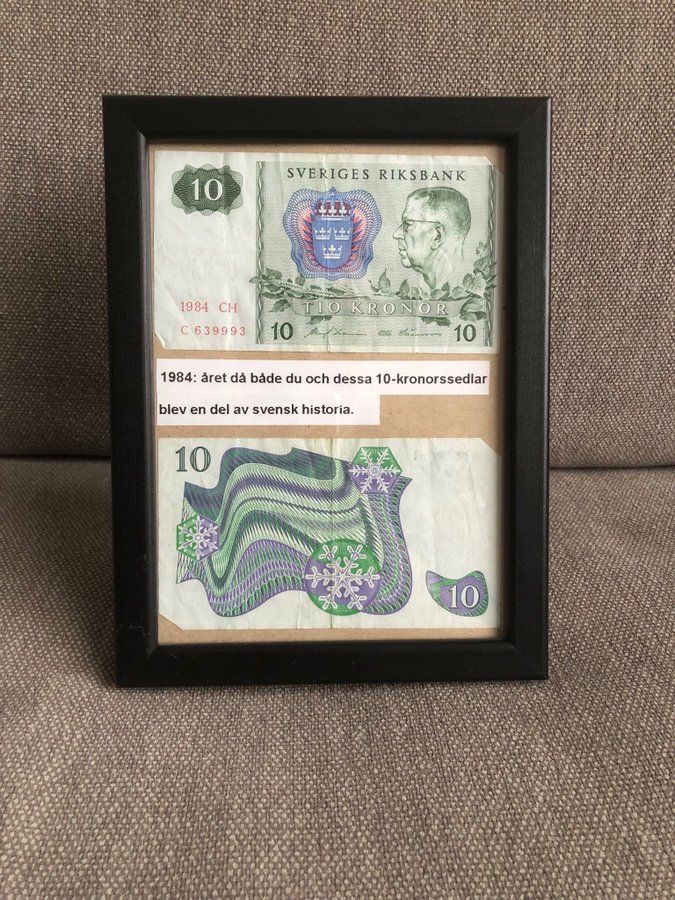 10
SVERIGES RIKSBANK
1984 CH
C 639993
TIO KRONOR
10
10
1984: året då både du och dessa 10-kronorssedlar
blev en del av svensk historia.
10
10